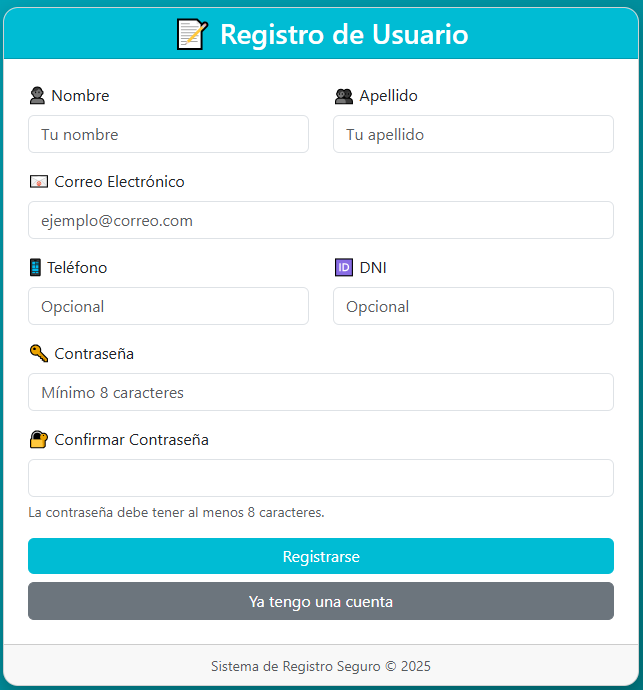 📝 Registro de Usuario
👤 Nombre
👥 Apellido
Tu nombre
Tu apellido
📧 Correo Electrónico
ejemplo@correo.com
📱 Teléfono
🆔 DNI
Opcional
Opcional
🔑 Contraseña
Mínimo 8 caracteres
🔐 Confirmar Contraseña
La contraseña debe tener al menos 8 caracteres.
Registrarse
Ya tengo una cuenta
Sistema de Registro Seguro © 2025